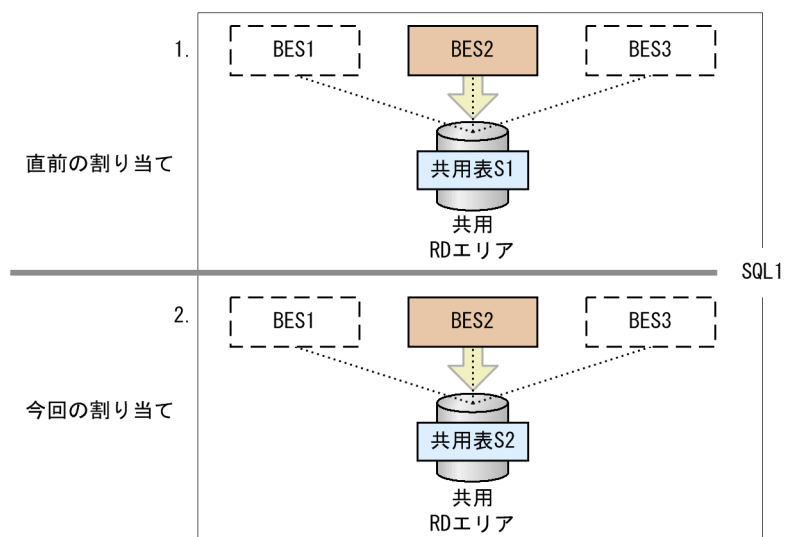 1.
BES1
BES2
BES3
直前の割り当て
共用表S1
共用
RDエリア
SQL1
2.
BES1
BES2
BES3
今回の割り当て
共用表S2
共用
RDエリア